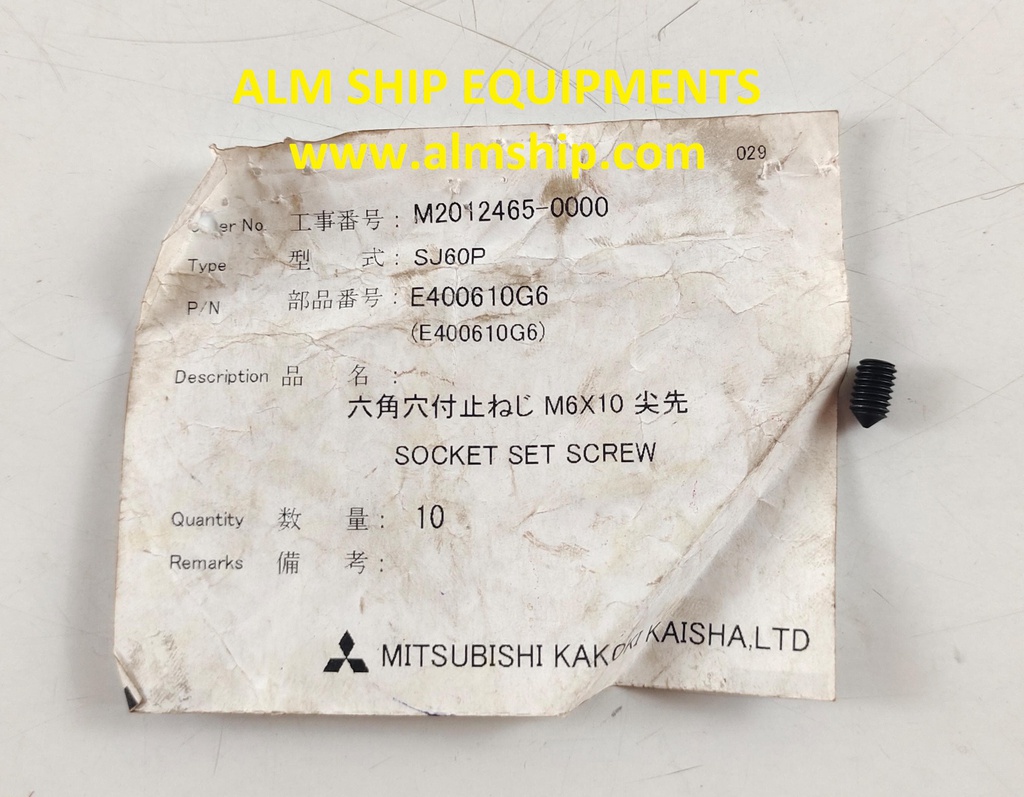 ALM SHIP EQUIPMENTS
www.almship.com
029
No 工事番号 : M2012465-0000
Type 型 式 : SJ60P
P/N 部品番号 : E400610G6
(E400610G6)
Description 品 名 :
六角穴付止ねじ M6X10 尖先
SOCKET SET SCREW
Quantity 数 量 : 10
Remarks 備 考 :
MITSUBISHI KAKOKI KAISHA,LTD